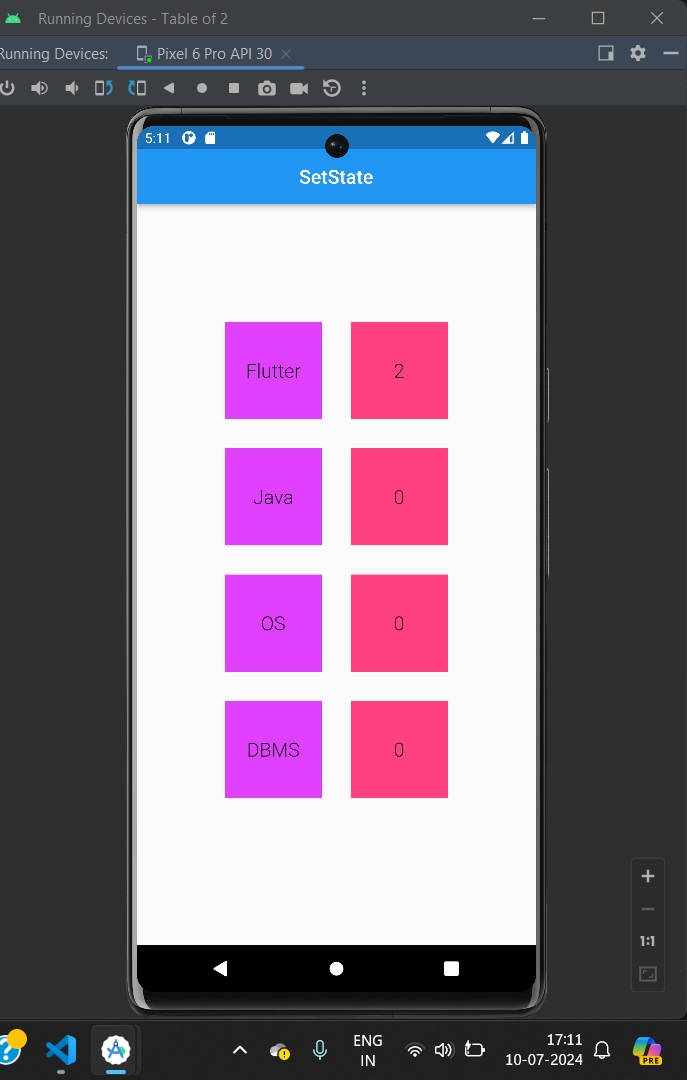 Running Devices - Table of 2
Running Devices:
Pixel 6 Pro API 30
5:11
SetState
Flutter
2
Java
0
OS
0
DBMS
0
1:1
ENG
IN
17:11
10-07-2024
PRE